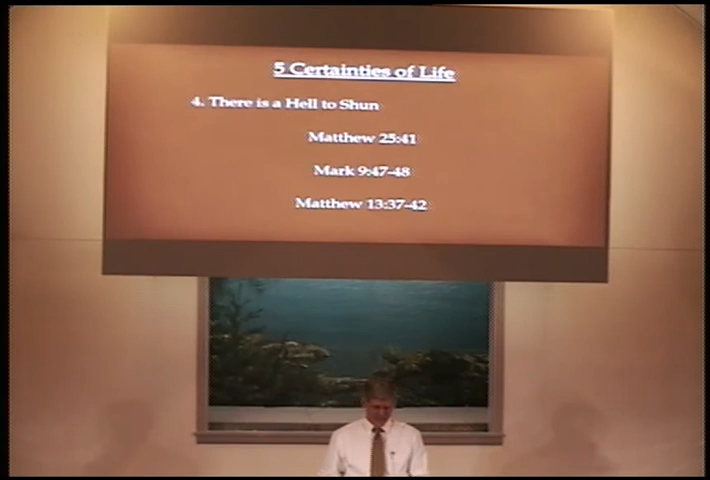 5 Certainties of Life
4. There is a Hell to Shun
Matthew 25:41
Mark 9:47-48
Matthew 13:37-42